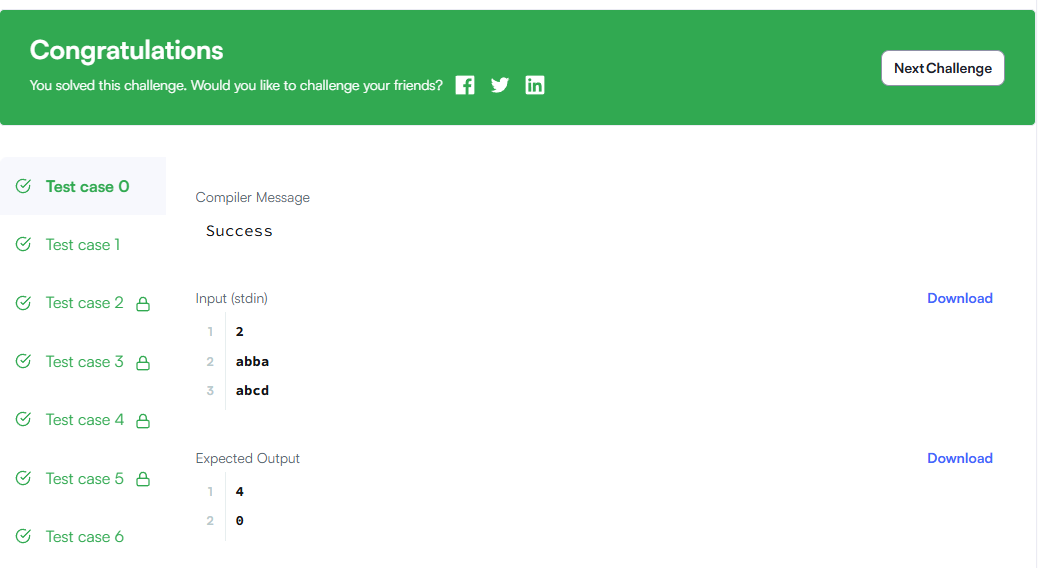 Congratulations
You solved this challenge. Would you like to challenge your friends?
Next Challenge
Test case 0
Test case 1
Test case 2
Test case 3
Test case 4
Test case 5
Test case 6
Compiler Message
Success
Input (stdin)
Download
1 2
2 abba
3 abcd
Expected Output
Download
1 4
2 0